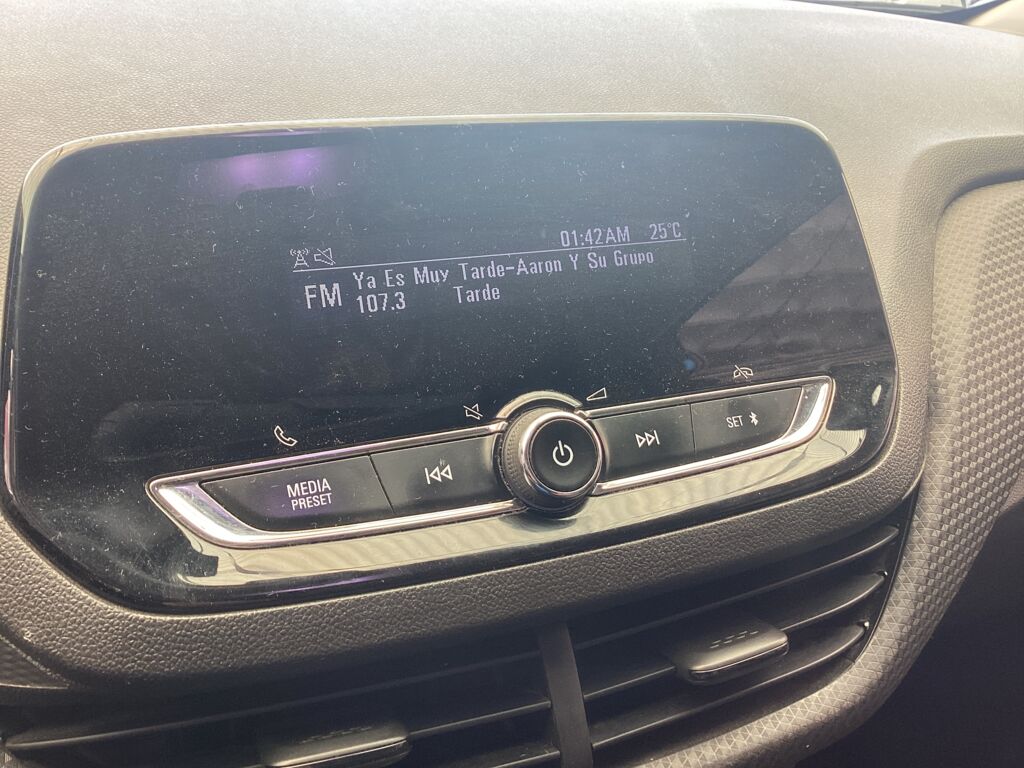 01:42AM 25°C
Ya Es Muy Tarde-Aaron Y Su Grupo
FM 107.3 Tarde
MEDIA
PRESET
SET